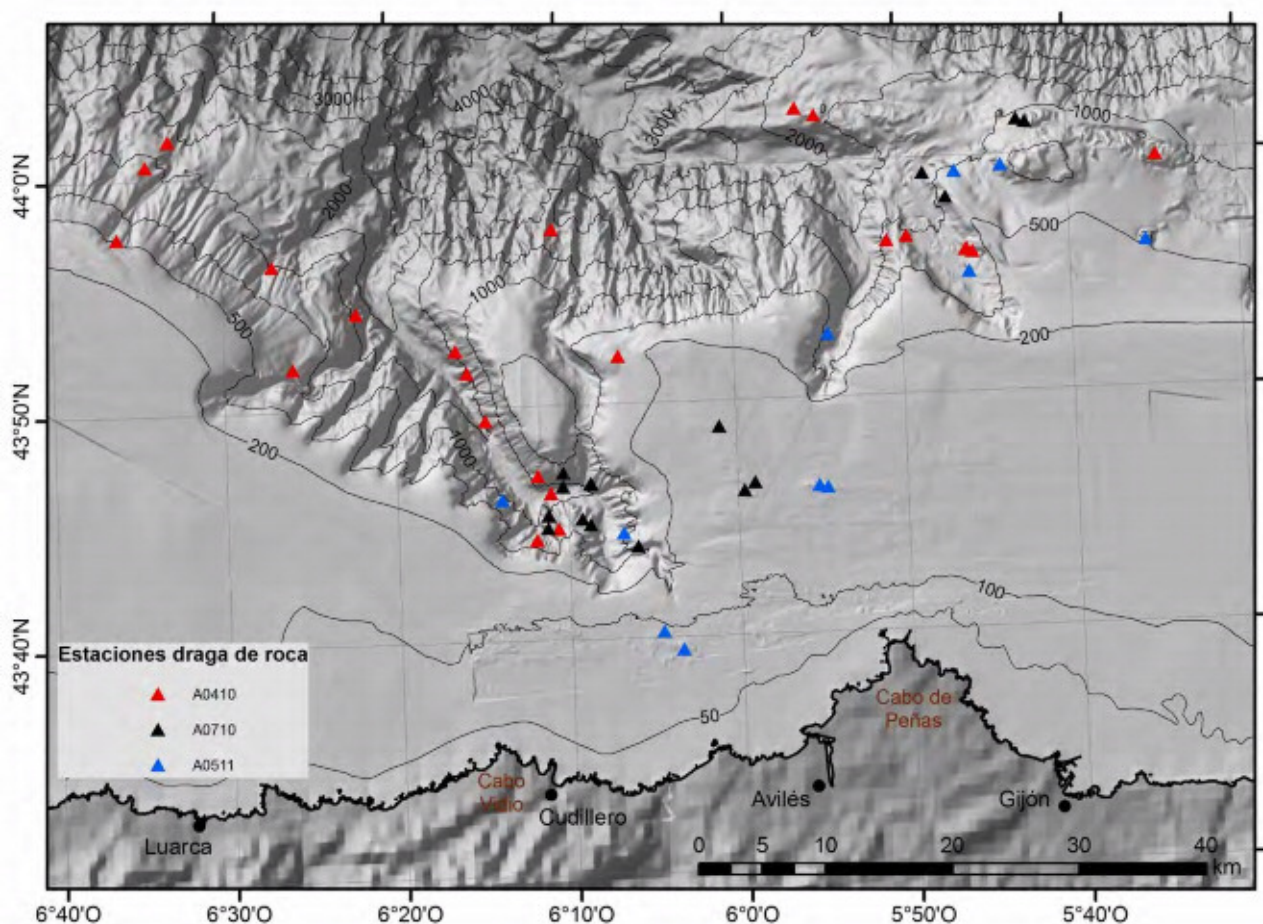 3000
4000
3000
1000
2000
2000
44°0'N
500
1000
500
200
43°50'N
200
1000
100
43°40'N
Estaciones draga de roca
A0410
A0710
A0511
50
Cabo de
Peñas
Cabo
Vidio
Cudillero
Avilés
Gijón
Luarca
0 5 10 20 30 40
km
6°40'O 6°30'O 6°20'O 6°10'O 6°0'O 5°50'O 5°40'O